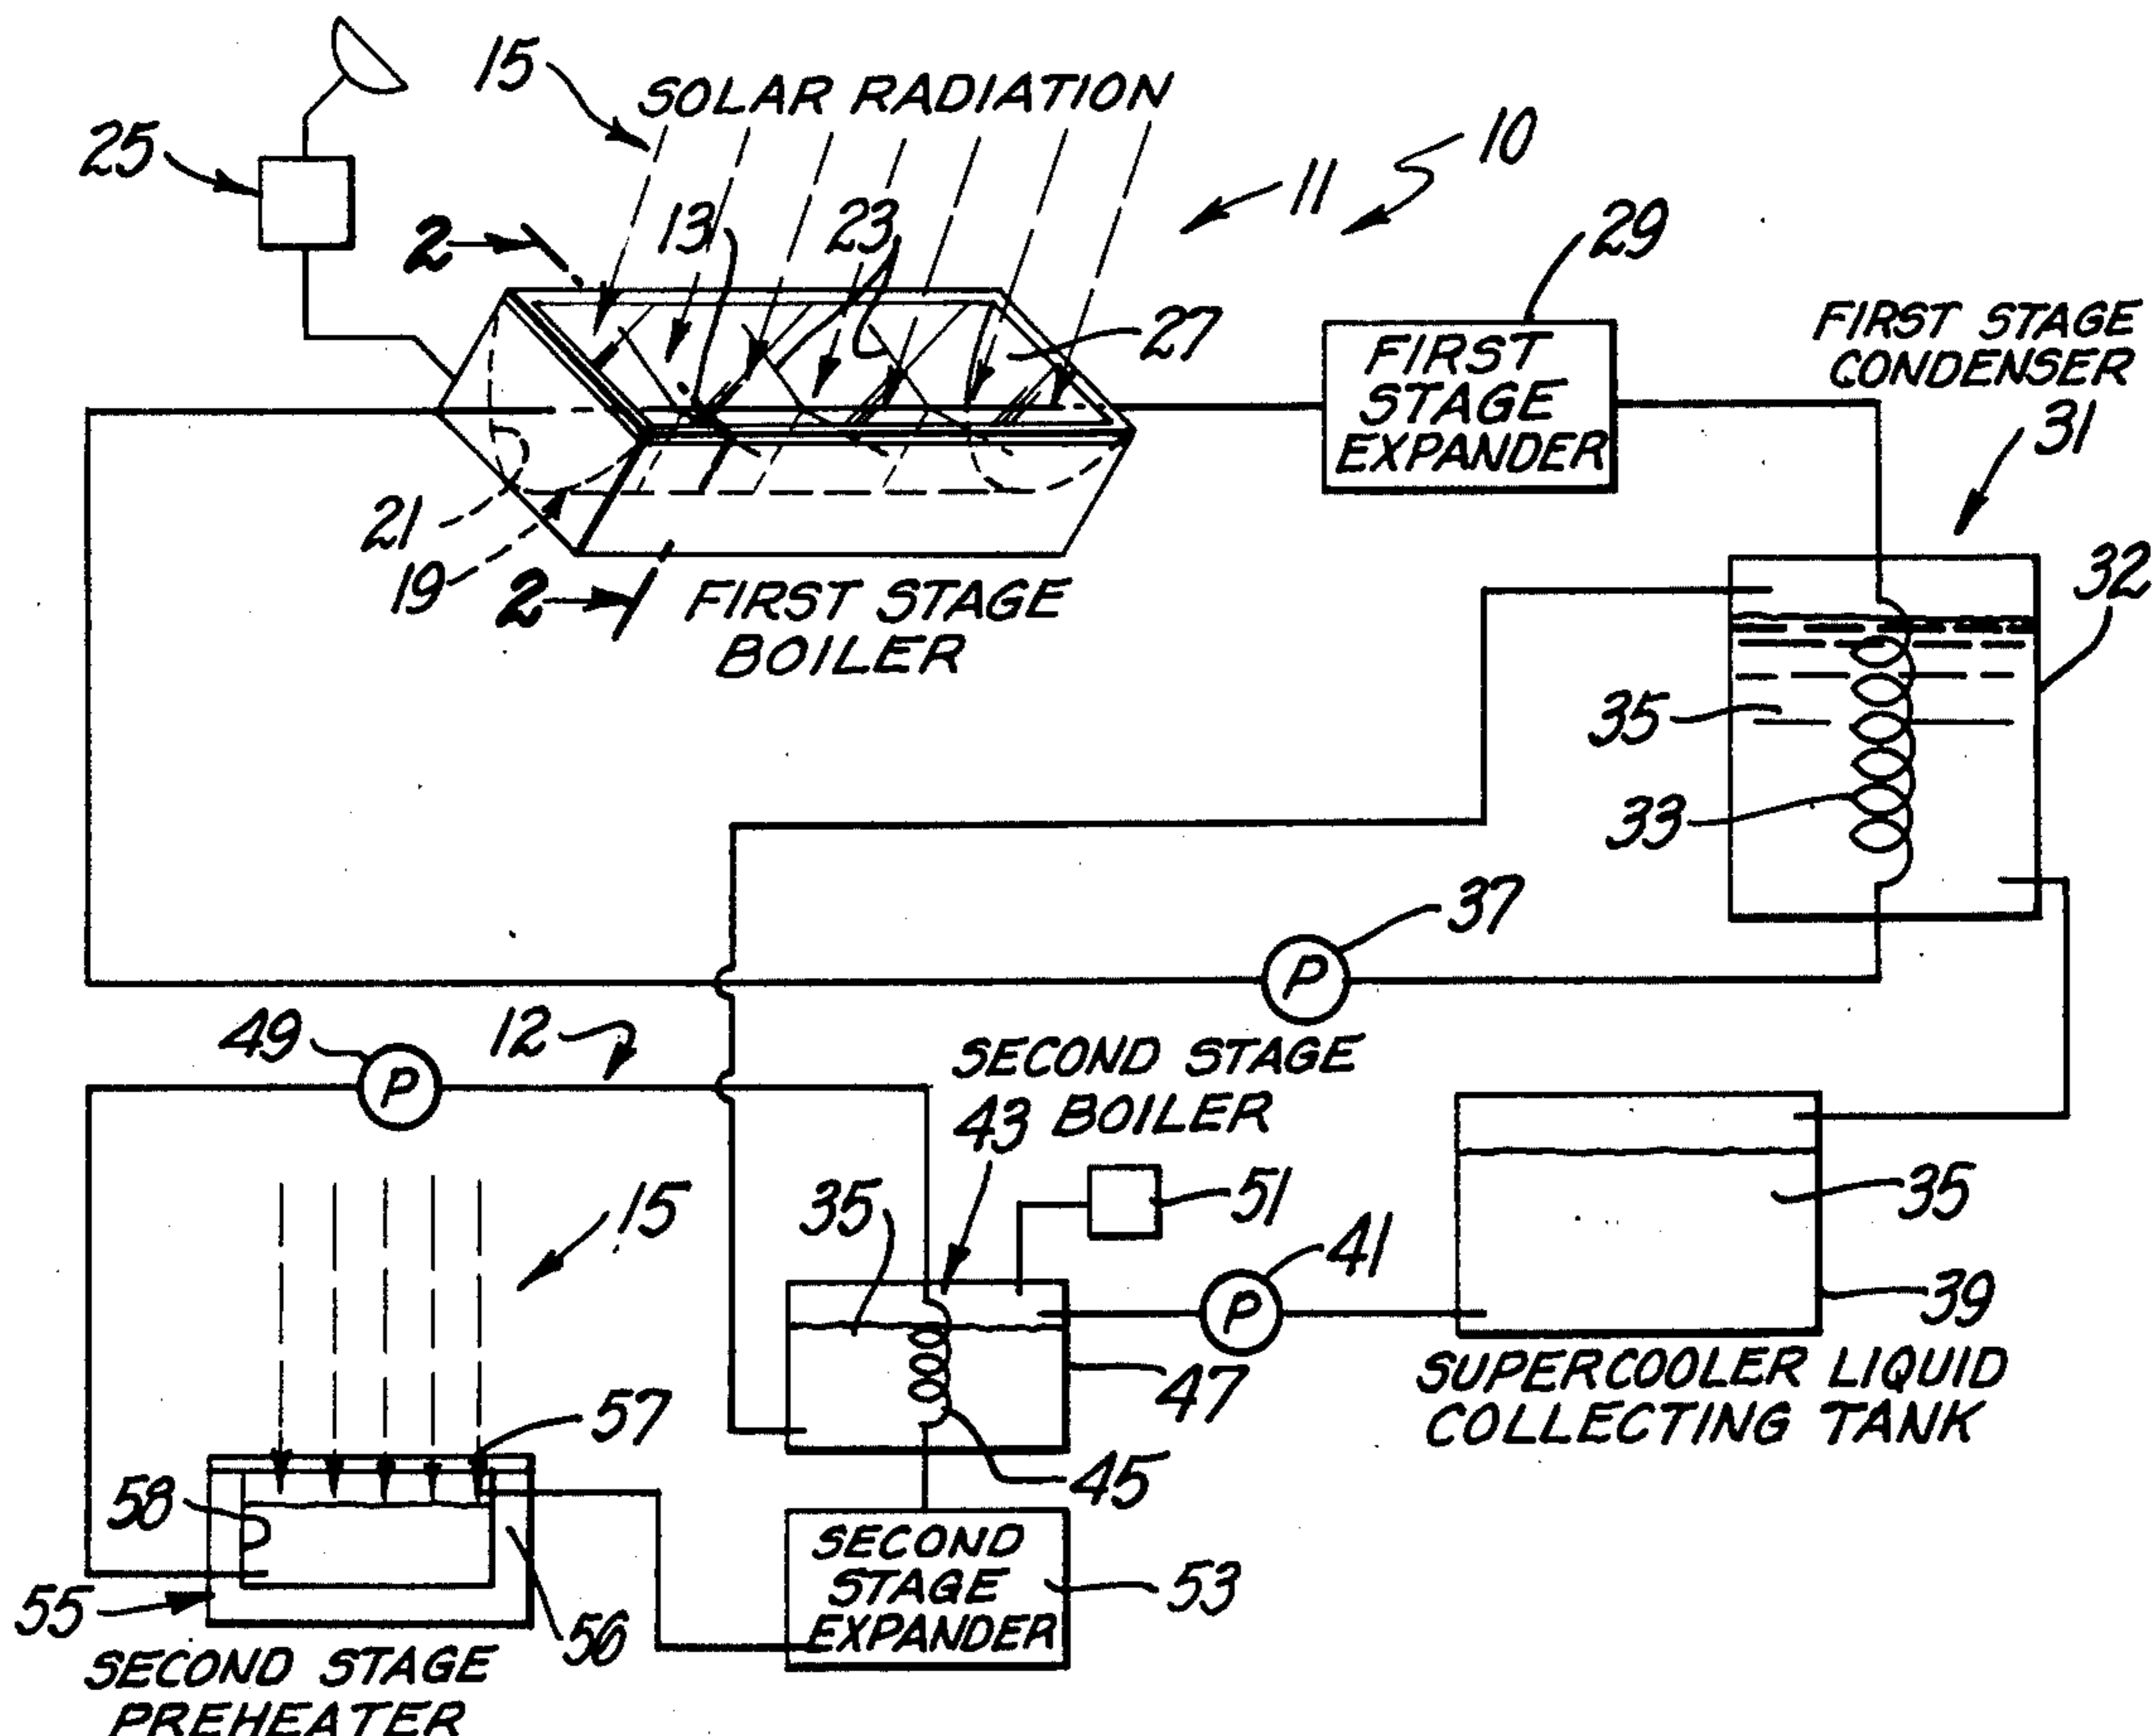 15
SOLAR RADIATION
10
25
11
2
13
23
29
27
FIRST
STAGE
EXPANDER
FIRST STAGE
CONDENSER
31
21
19
2
FIRST STAGE
BOILER
32
35
33
37
P
49
12
P
SECOND STAGE
43 BOILER
35
51
15
41
P
35
39
47
SUPERCOOLER LIQUID
COLLECTING TANK
57
58
45
SECOND
STAGE
EXPANDER
53
55
56
SECOND STAGE
PREHEATER